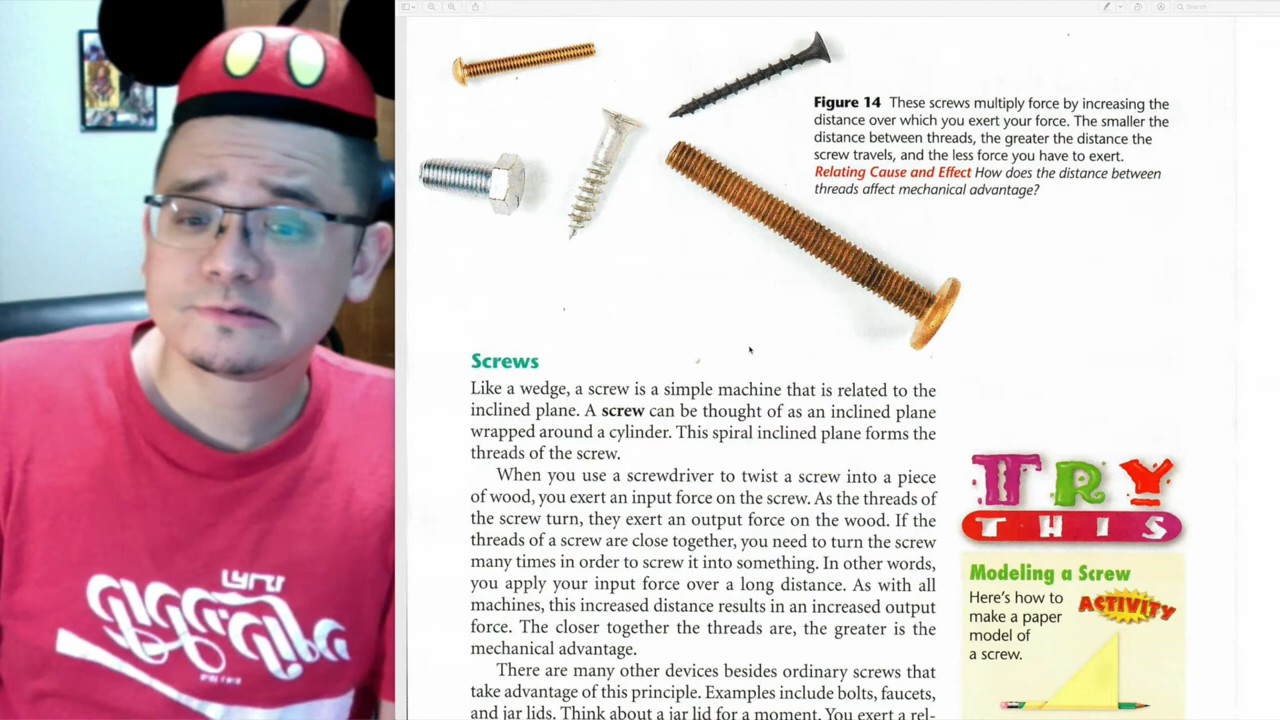 Search
Figure 14 These screws multiply force by increasing the
distance over which you exert your force. The smaller the
distance between threads, the greater the distance the
screw travels, and the less force you have to exert.
Relating Cause and Effect How does the distance between
threads affect mechanical advantage?
Screws
Like a wedge, a screw is a simple machine that is related to the
inclined plane. A screw can be thought of as an inclined plane
wrapped around a cylinder. This spiral inclined plane forms the
threads of the screw.
When you use a screwdriver to twist a screw into a piece
of wood, you exert an input force on the screw. As the threads of
the screw turn, they exert an output force on the wood. If the
threads of a screw are close together, you need to turn the screw
many times in order to screw it into something. In other words,
you apply your input force over a long distance. As with all
machines, this increased distance results in an increased output
force. The closer together the threads are, the greater is the
mechanical advantage.
There are many other devices besides ordinary screws that
take advantage of this principle. Examples include bolts, faucets,
and jar lids. Think about a jar lid for a moment. You exert a rel-
TRY
THIS
Modeling a Screw
ACTIVITY
Here's how to
make a paper
model of
a screw.